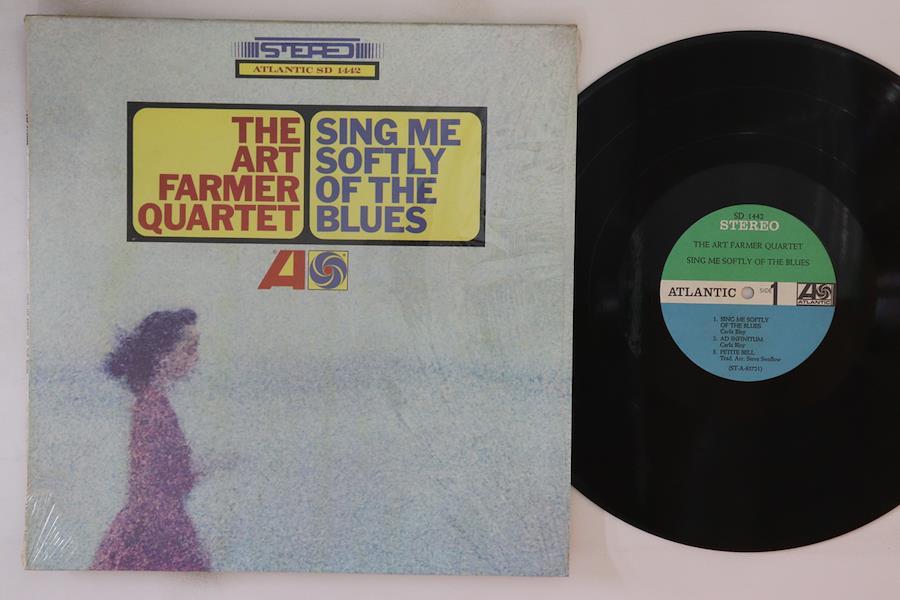 STEREO
ATLANTIC SD 1442
THE
ART
FARMER
QUARTET
SING ME
SOFTLY
OF THE
BLUES
A
SD 1442
STEREO
THE ART FARMER QUARTET
SING ME SOFTLY OF THE BLUES
ATLANTIC
SIDE 1
ATLANTIC
1. SING ME SOFTLY
OF THE BLUES
Carla Bley
2. AD INFINITUM
Carla Bley
3. PETITE BELL
Trad. Arr. Steve Swallow
(ST-A-65721)